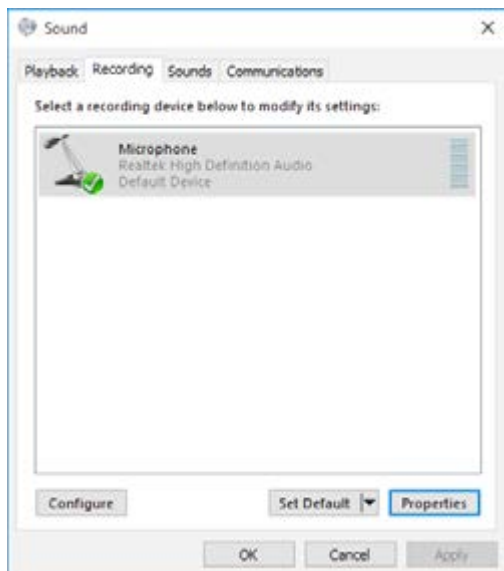 Sound
Playback Recording Sounds Communications
Select a recording device below to modify its settings:
Microphone
Realtek High Definition Audio
Default Device
Configure Set Default Properties
OK Cancel Apply